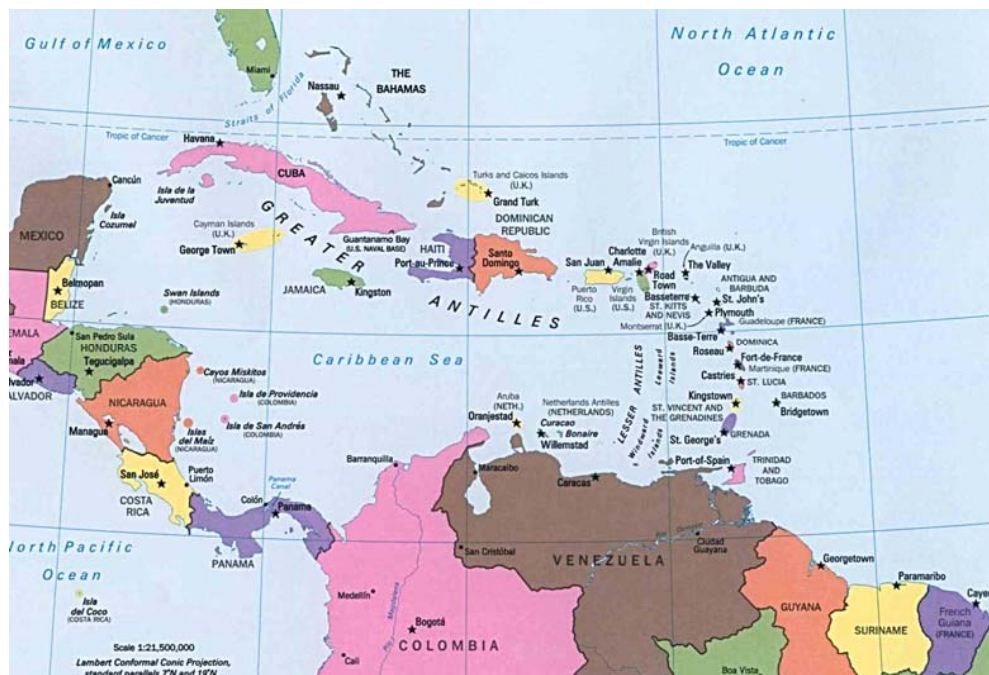 Gulf of Mexico
North Atlantic
Ocean
Miami
Straits of Florida
Nassau
THE
BAHAMAS
Tropic of Cancer
Tropic of Cancer
Havana
CUBA
Cancún
Isla
Cozumel
Isla de la
Juventud
MEXICO
Turks and Caicos Islands
(U.K.)
Grand Turk
GREATER
ANTILLES
Cayman Islands
(U.K.)
George Town
Guantanamo Bay
(U.S. NAVAL BASE)
HAITI
Port-au-Prince
DOMINICAN
REPUBLIC
Santo
Domingo
JAMAICA
Kingston
San Juan
Puerto
Rico
(U.S.)
Charlotte
Amalie
Virgin
Islands
(U.S.)
British
Virgin Islands
(U.K.)
Road
Town
Anguilla (U.K.)
The Valley
ANTIGUA AND
BARBUDA
St. John's
Basseterre
ST. KITTS
AND NEVIS
Plymouth
Montserrat (U.K.)
Guadeloupe (FRANCE)
Basse-Terre
DOMINICA
Roseau
Fort-de-France
Martinique (FRANCE)
Castries
ST. LUCIA
Kingstown
ST. VINCENT AND
THE GRENADINES
BARBADOS
Bridgetown
St. George's
GRENADA
Port-of-Spain
TRINIDAD
AND
TOBAGO
LESSER ANTILLES
Leeward
Islands
Windward
Islands
Belmopan
BELIZE
Swan Islands
(HONDURAS)
EMALA
mala
San Pedro Sula
HONDURAS
Tegucigalpa
lvador
ALVADOR
Caribbean Sea
NICARAGUA
Managua
Cayos Miskitos
(NICARAGUA)
Isla de Providencia
(COLOMBIA)
Isla de San Andrés
(COLOMBIA)
Islas
del Maíz
(NICARAGUA)
Aruba
(NETH.)
Oranjestad
Netherlands Antilles
(NETHERLANDS)
Curacao
Bonaire
Willemstad
San José
COSTA
RICA
Puerto
Limón
Colón
Panama
Canal
Panama
PANAMA
Barranquilla
Maracaibo
Caracas
San Cristóbal
VENEZUELA
Ciudad
Guayana
Georgetown
GUYANA
Paramaribo
SURINAME
Caye
French
Guiana
(FRANCE)
North Pacific
Ocean
Isla
del Coco
(COSTA RICA)
Medellín
Bogotá
COLOMBIA
Cali
Boa Vista
Scale 1:21,500,000
Lambert Conformal Conic Projection,
standard parallels 7°N and 19°N